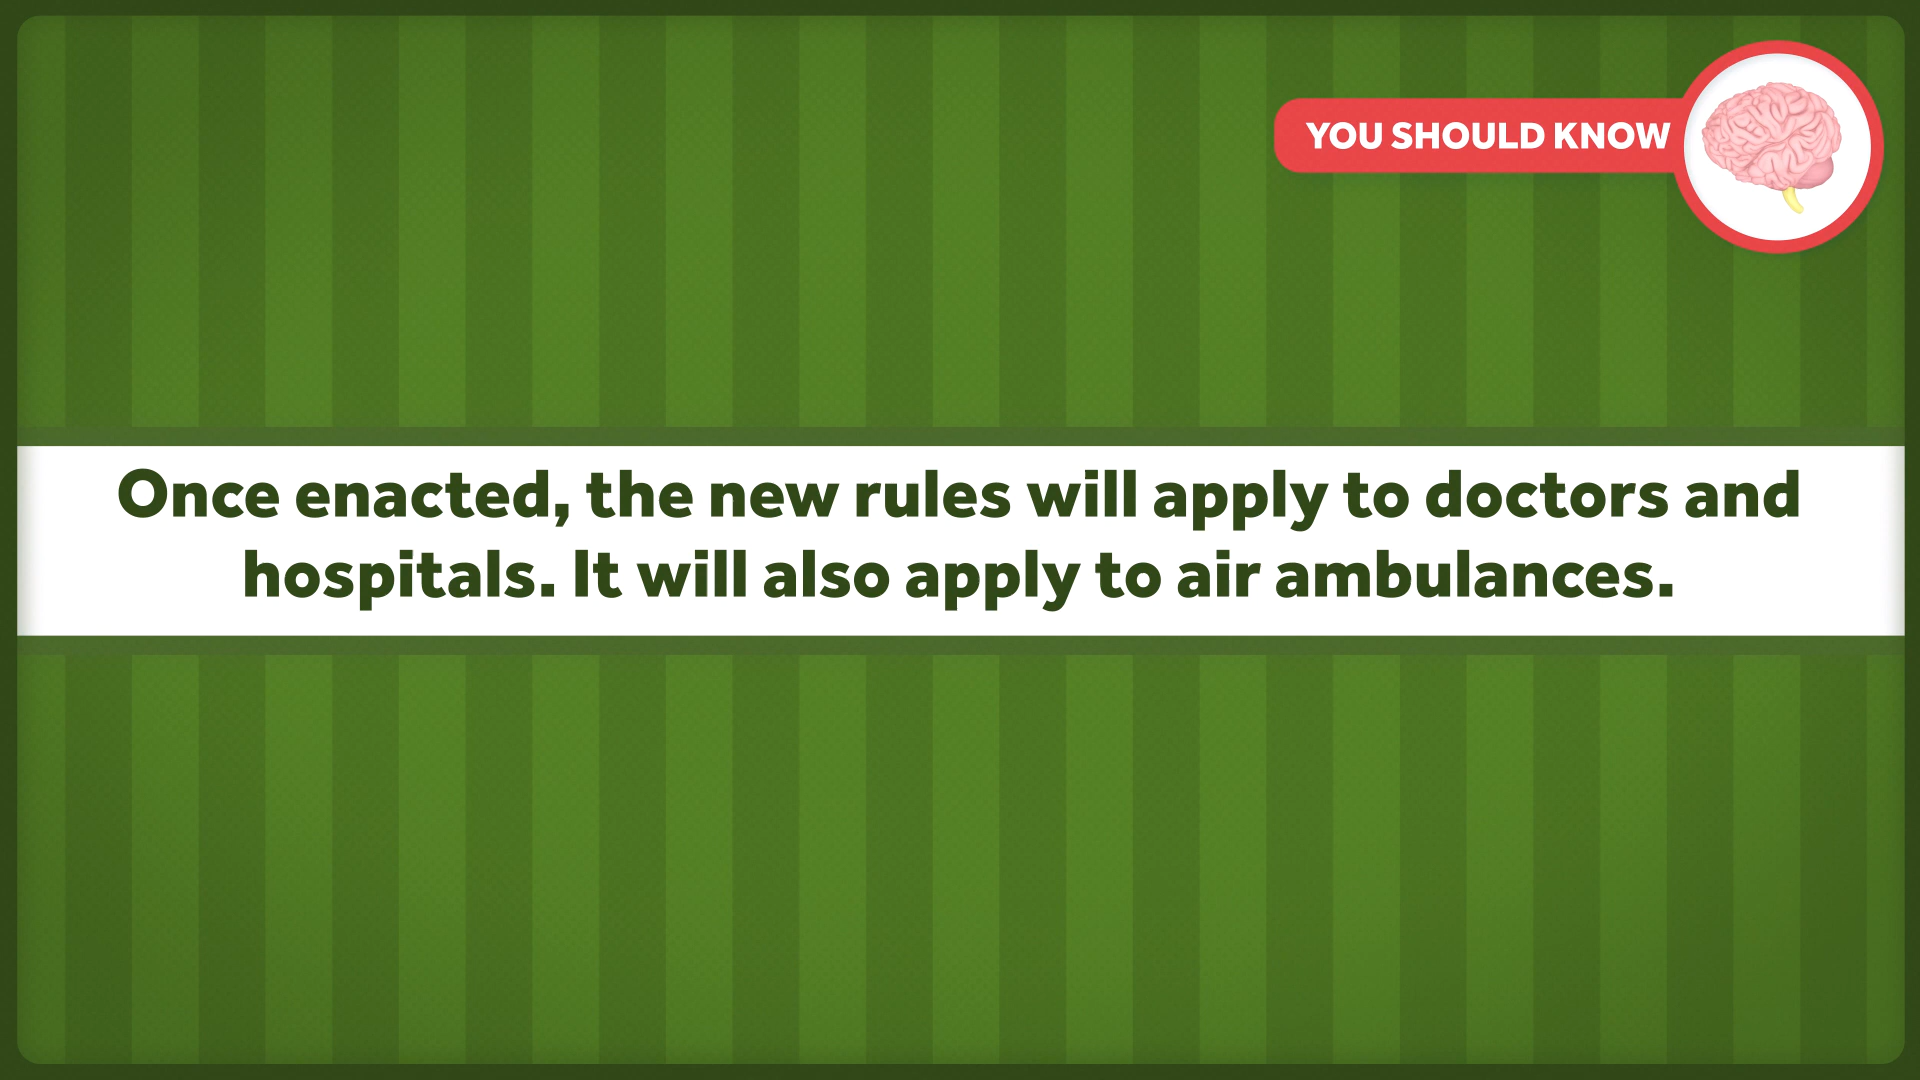 YOU SHOULD KNOW
Once enacted, the new rules will apply to doctors and
hospitals. It will also apply to air ambulances.